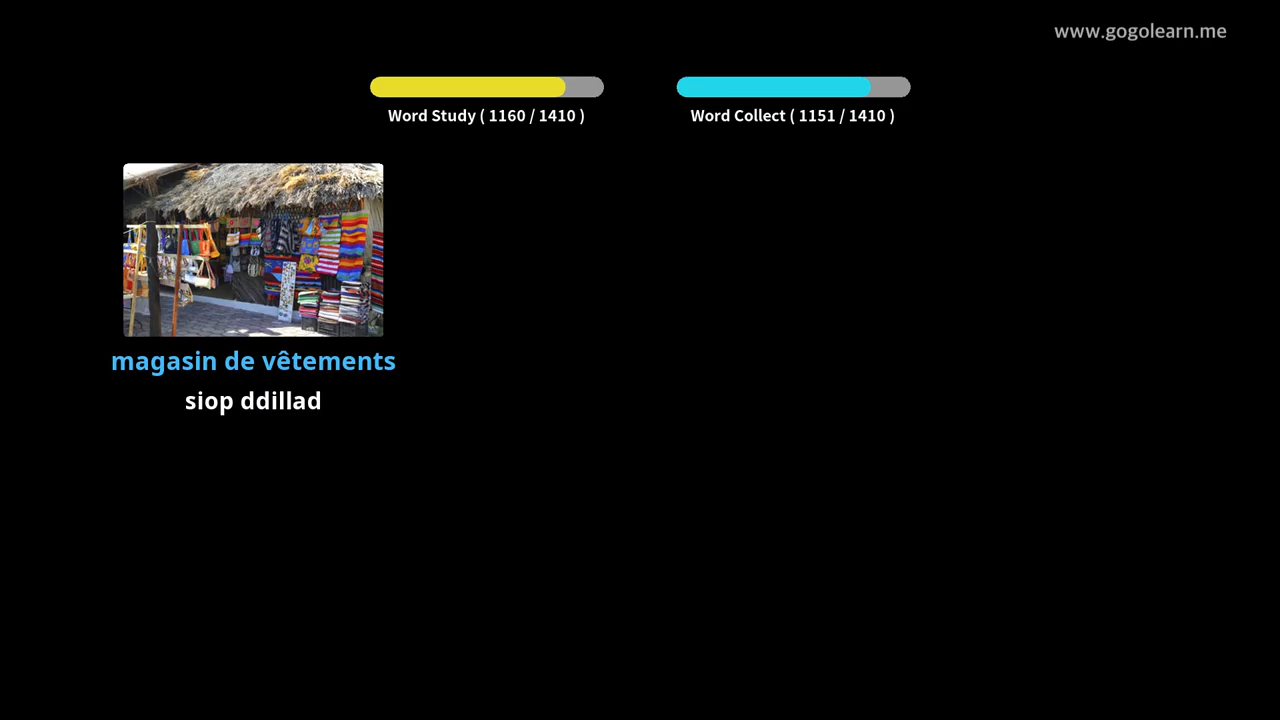 www.gogolearn.me
Word Study ( 1160 / 1410 )
Word Collect ( 1151 / 1410 )
magasin de vêtements
siop ddillad